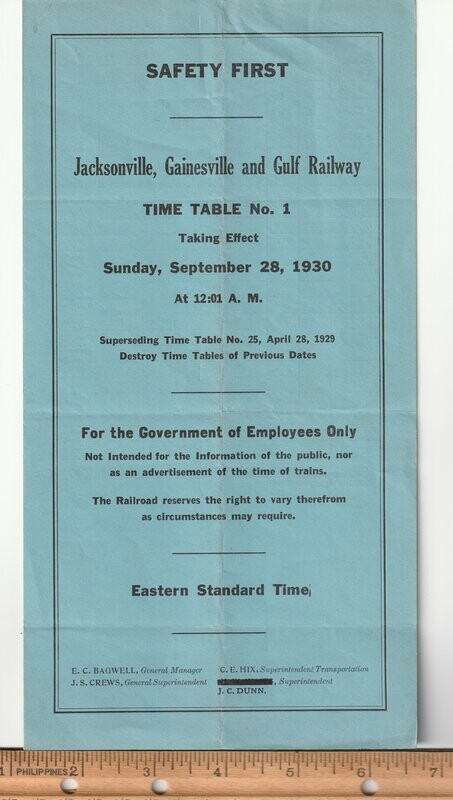 SAFETY FIRST
Jacksonville, Gainesville and Gulf Railway
TIME TABLE No. 1
Taking Effect
Sunday, September 28, 1930
At 12:01 A. M.
Superseding Time Table No. 25, April 28, 1929
Destroy Time Tables of Previous Dates
For the Government of Employees Only
Not Intended for the Information of the public, nor
as an advertisement of the time of trains.
The Railroad reserves the right to vary therefrom
as circumstances may require.
Eastern Standard Time
E. C. BAGWELL, General Manager
J. S. CREWS, General Superintendent
C. E. HIX, Superintendent Transportation
, Superintendent
J. C. DUNN,
1 PHILIPPINES 2 3 4 5 6 7